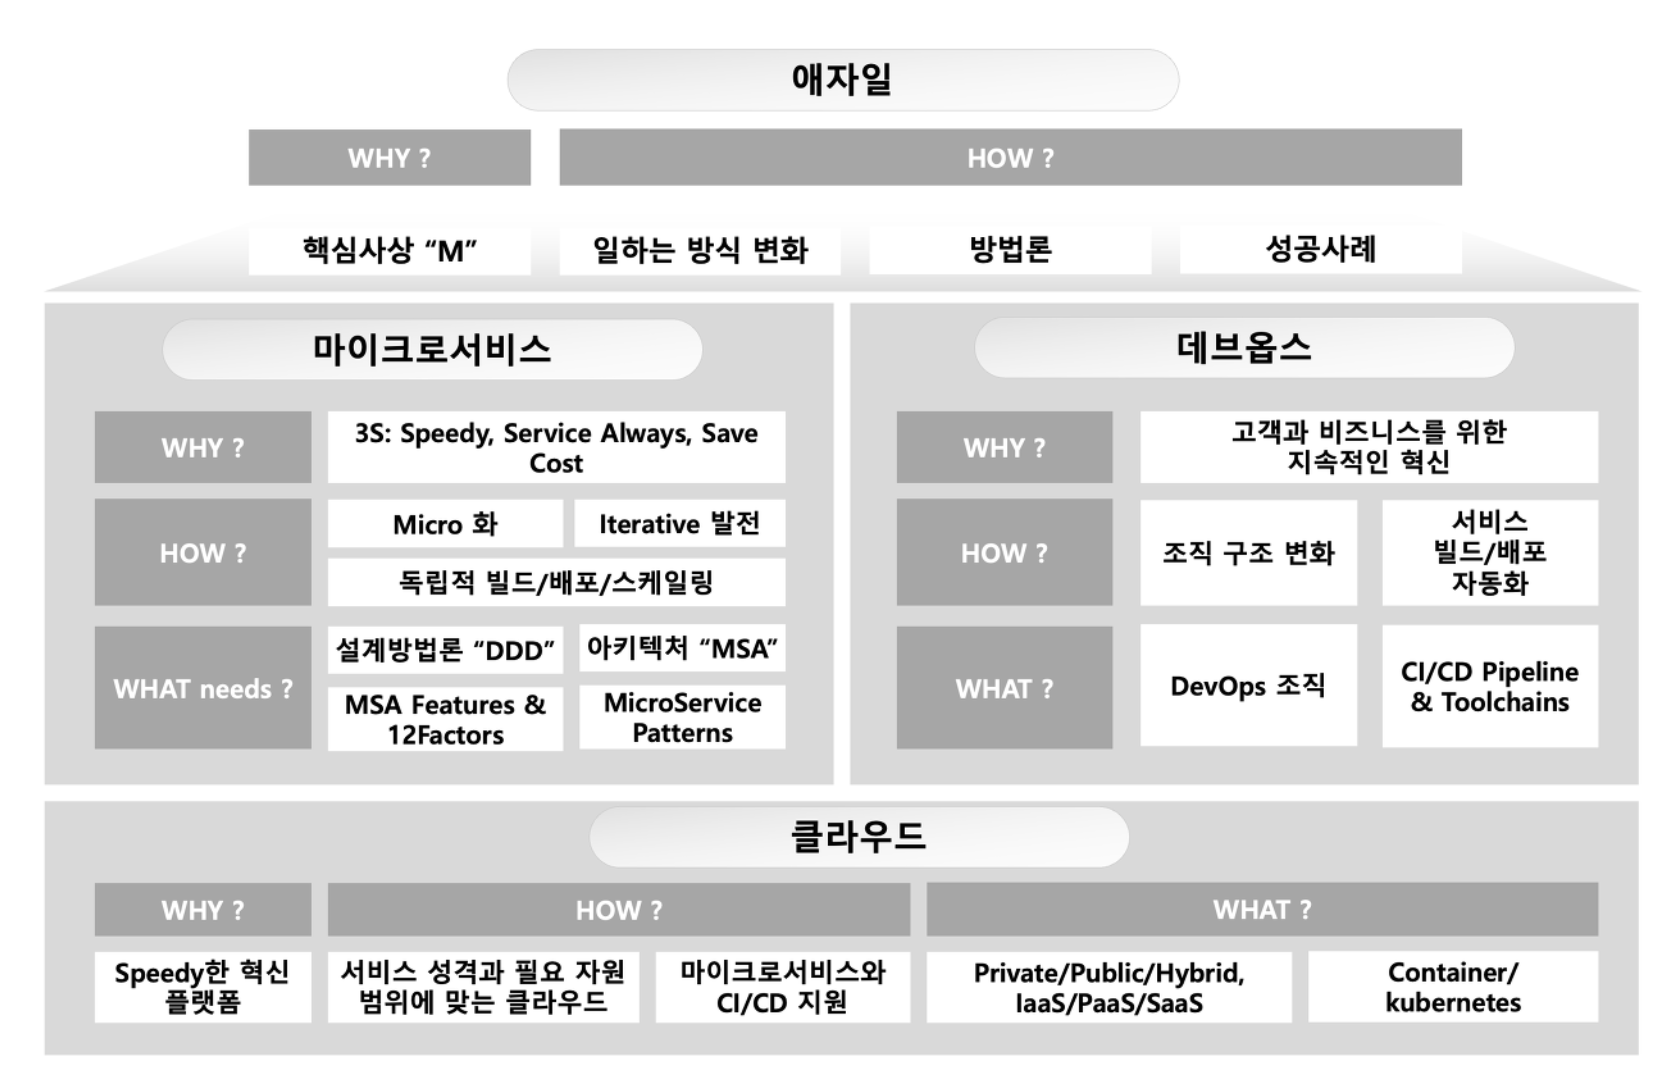 애자일
WHY ?
HOW ?
핵심사상 “M”
일하는 방식 변화
방법론
성공사례
마이크로서비스
WHY ?
3S: Speedy, Service Always, Save
Cost
HOW ?
Micro 화
Iterative 발전
독립적 빌드/배포/스케일링
WHAT needs ?
설계방법론 “DDD”
아키텍처 “MSA”
MSA Features &
12Factors
MicroService
Patterns
데브옵스
WHY ?
고객과 비즈니스를 위한
지속적인 혁신
HOW ?
조직 구조 변화
서비스
빌드/배포
자동화
WHAT ?
DevOps 조직
CI/CD Pipeline
& Toolchains
클라우드
WHY ?
HOW ?
WHAT ?
Speedy한 혁신
플랫폼
서비스 성격과 필요 자원
범위에 맞는 클라우드
마이크로서비스와
CI/CD 지원
Private/Public/Hybrid,
IaaS/PaaS/SaaS
Container/
kubernetes